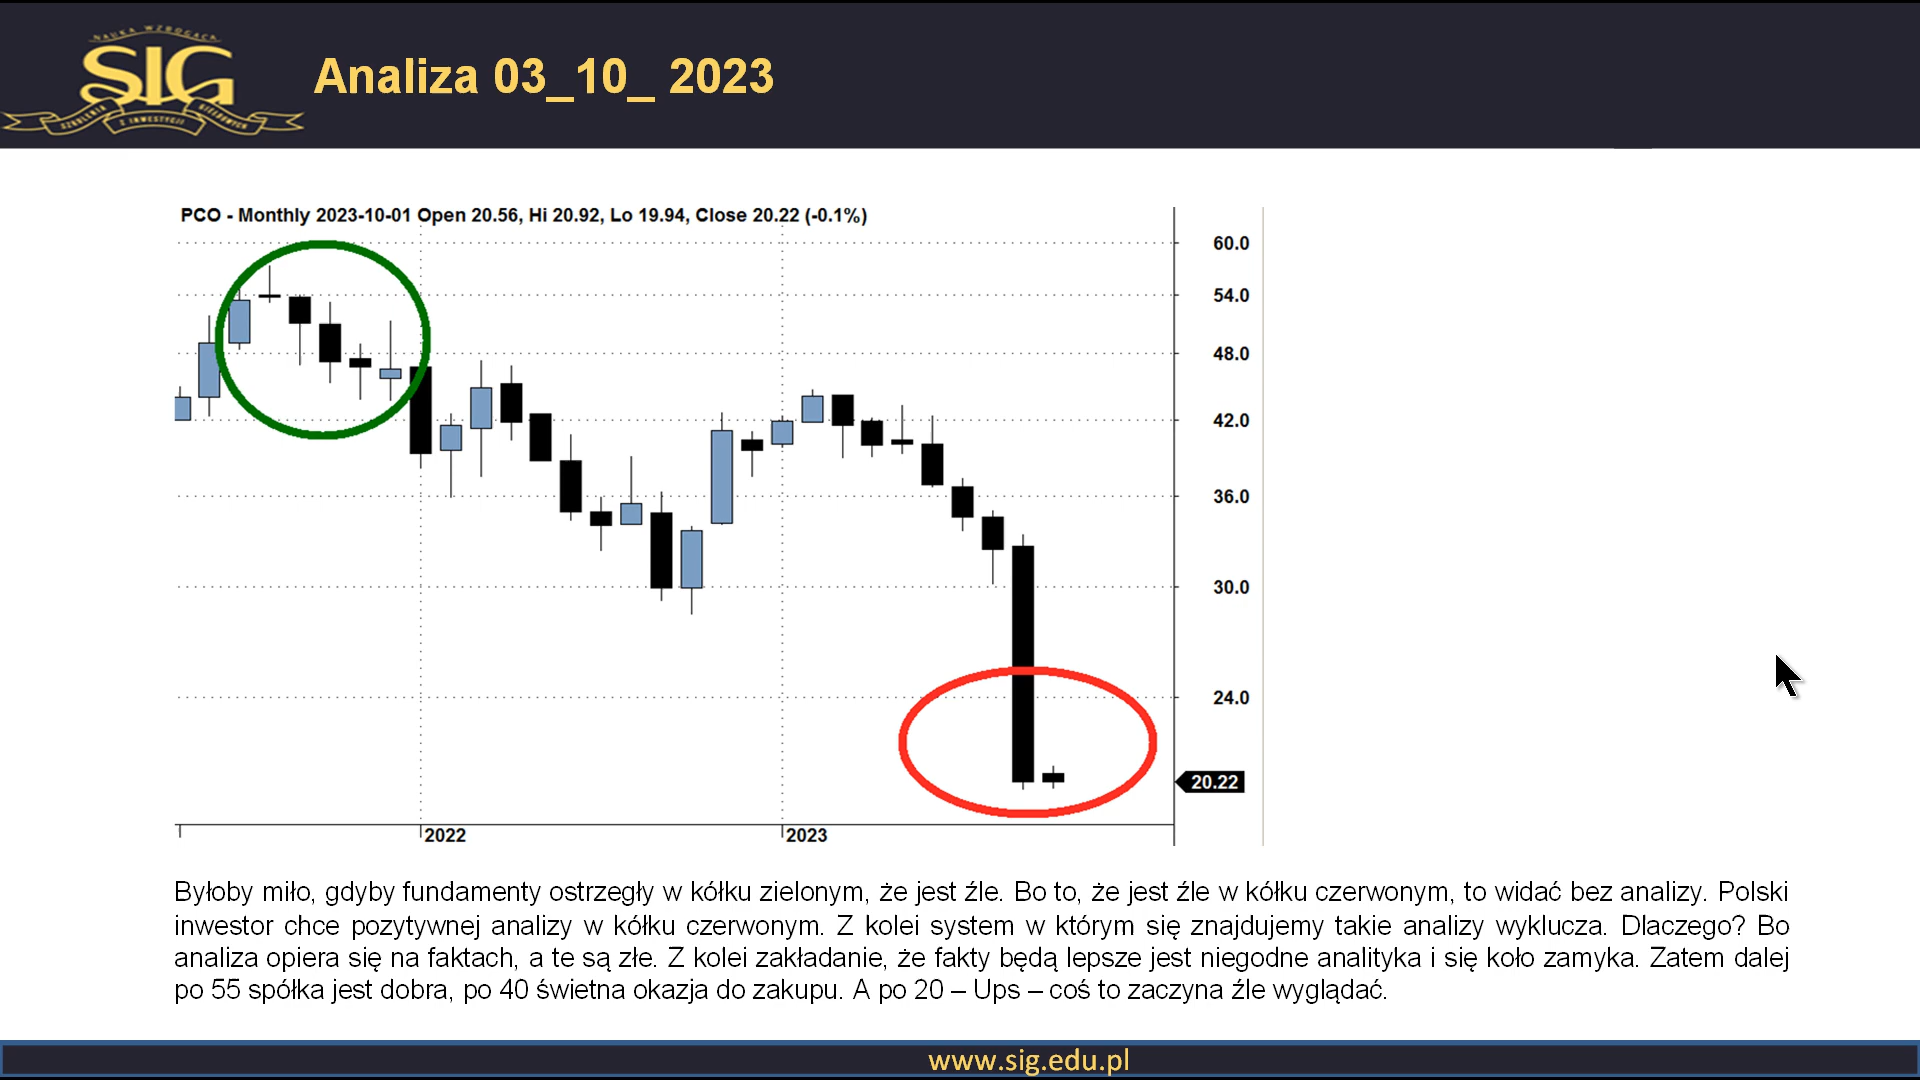 NAUKA WZBOGACA
SIG
SZKOLENIA Z INWESTYCJI GIEŁDOWYCH
Analiza 03_10_ 2023
PCO - Monthly 2023-10-01 Open 20.56, Hi 20.92, Lo 19.94, Close 20.22 (-0.1%)
60.0
54.0
48.0
42.0
36.0
30.0
24.0
20.22
2022
2023
Byłoby miło, gdyby fundamenty ostrzegły w kółku zielonym, że jest źle. Bo to, że jest źle w kółku czerwonym, to widać bez analizy. Polski
inwestor chce pozytywnej analizy w kółku czerwonym. Z kolei system w którym się znajdujemy takie analizy wyklucza. Dlaczego? Bo
analiza opiera się na faktach, a te są złe. Z kolei zakładanie, że fakty będą lepsze jest niegodne analityka i się koło zamyka. Zatem dalej
po 55 spółka jest dobra, po 40 świetna okazja do zakupu. A po 20 – Ups – coś to zaczyna źle wyglądać.
www.sig.edu.pl